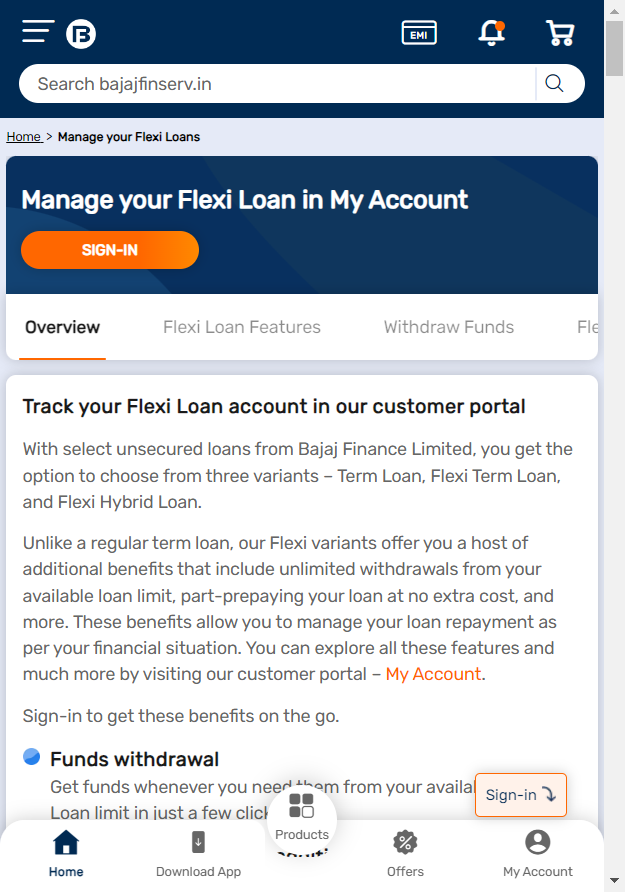 EMI
Search bajajfinserv.in
Home > Manage your Flexi Loans
Manage your Flexi Loan in My Account
SIGN-IN
Overview Flexi Loan Features Withdraw Funds Fle
Track your Flexi Loan account in our customer portal
With select unsecured loans from Bajaj Finance Limited, you get the
option to choose from three variants – Term Loan, Flexi Term Loan,
and Flexi Hybrid Loan.
Unlike a regular term loan, our Flexi variants offer you a host of
additional benefits that include unlimited withdrawals from your
available loan limit, part-prepaying your loan at no extra cost, and
more. These benefits allow you to manage your loan repayment as
per your financial situation. You can explore all these features and
much more by visiting our customer portal – My Account.
Sign-in to get these benefits on the go.
Funds withdrawal
Get funds whenever you need them from your availa
Sign-in
Loan limit in just a few click
Products
Home Download App Offers My Account